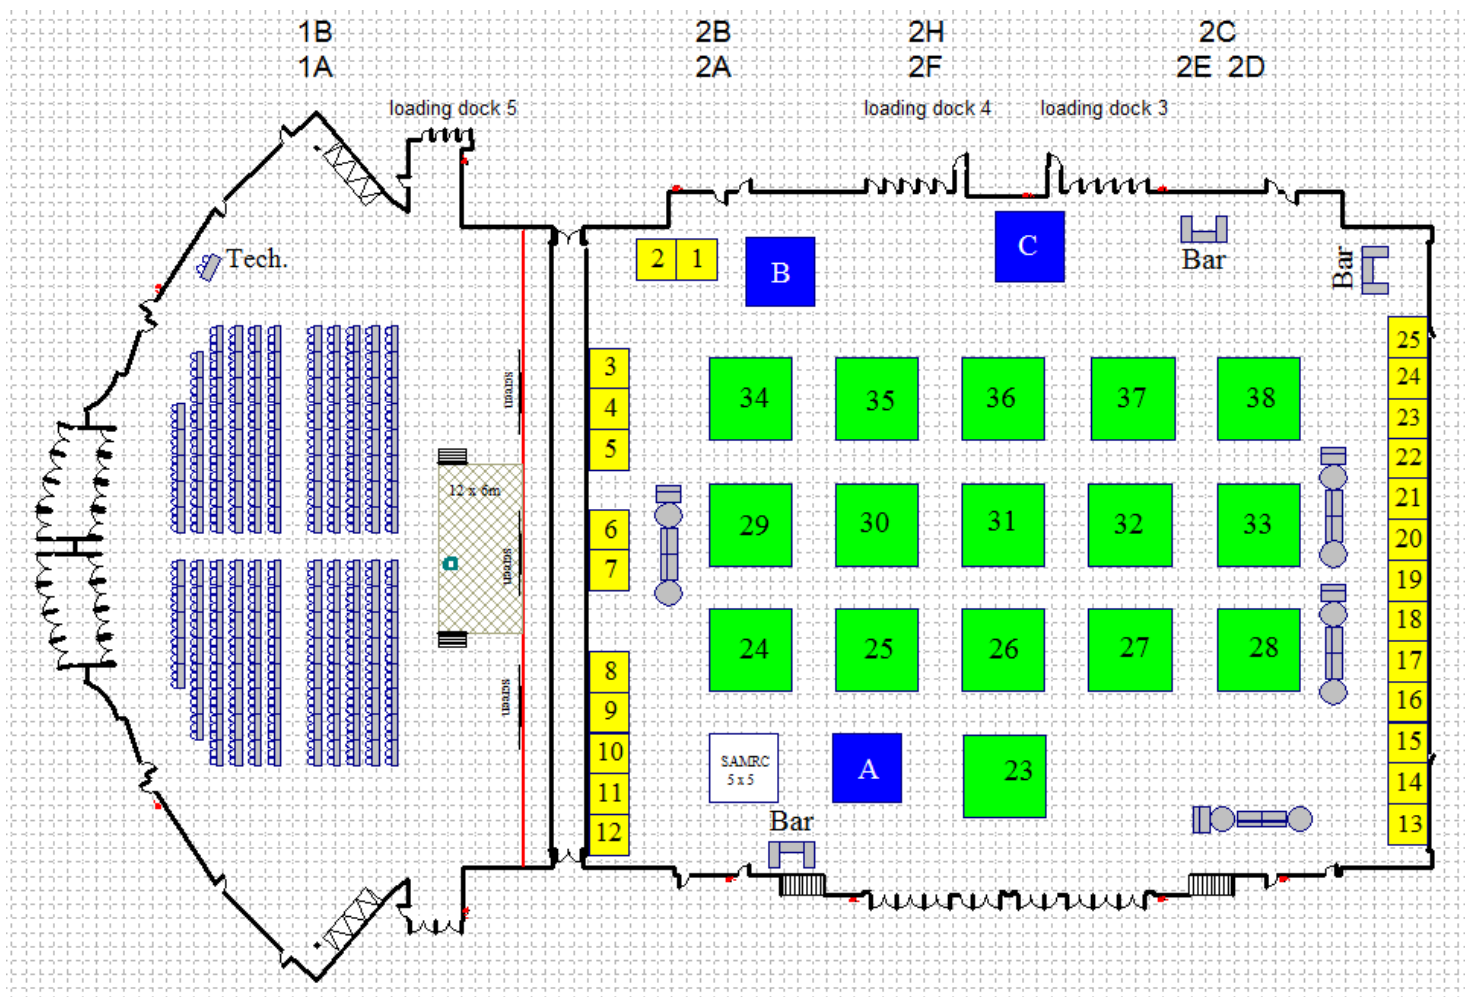 1B 2B 2H 2C
1A 2A 2F 2E 2D
loading dock 5 loading dock 4 loading dock 3
Tech.
2 1
B
C
Bar
Bar
3
4
5
6
7
8
9
10
11
12
screen
screen
screen
12 x 6m
34 35 36 37 38
29 30 31 32 33
24 25 26 27 28
SAMRC
5 x 5
A
23
Bar
25
24
23
22
21
20
19
18
17
16
15
14
13